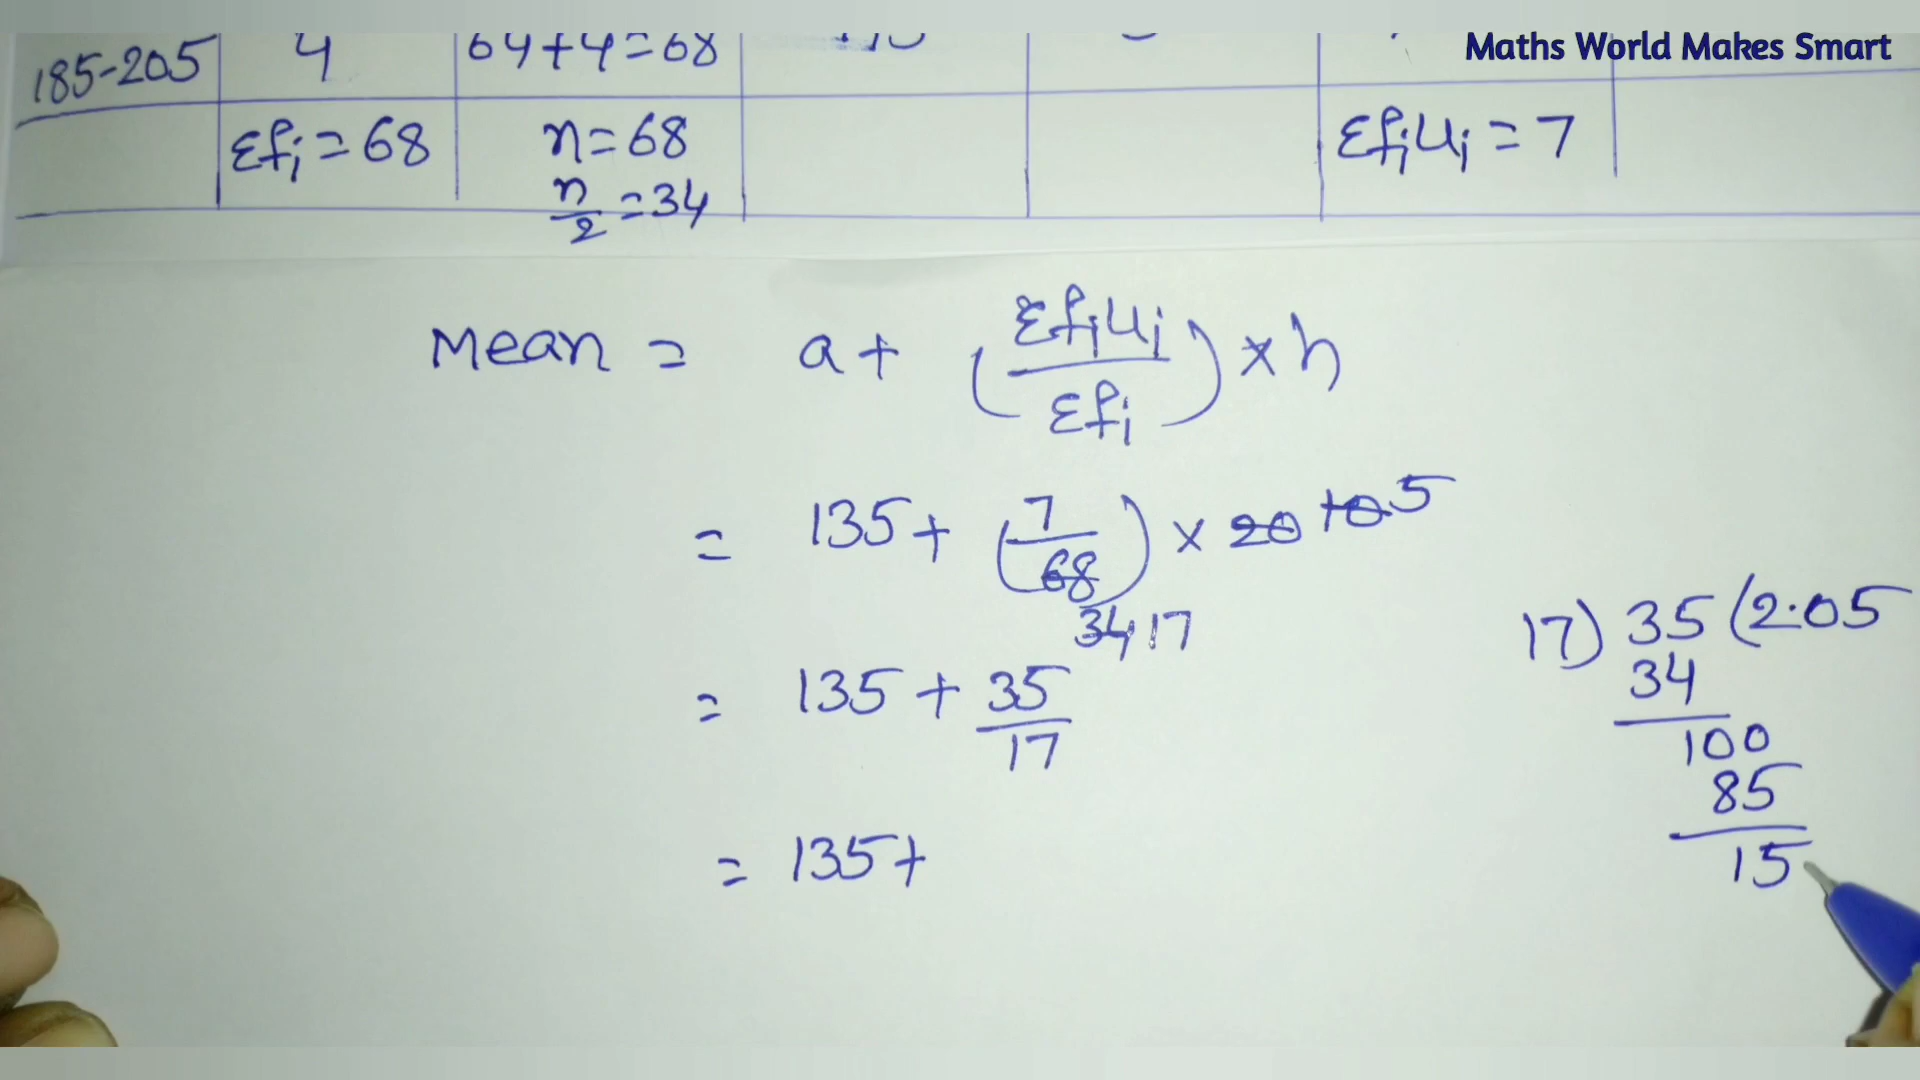 Maths World Makes Smart
185-205 4 64+4=68
Σfi = 68 n=68 Σfiui = 7
n/2 = 34
Mean = a + (Σfiui/Σfi) × h
= 135 + (7/68) × 20 10 5
34 17
= 135 + 35/17
= 135 +
17) 35 (2.05
34
100
85
15